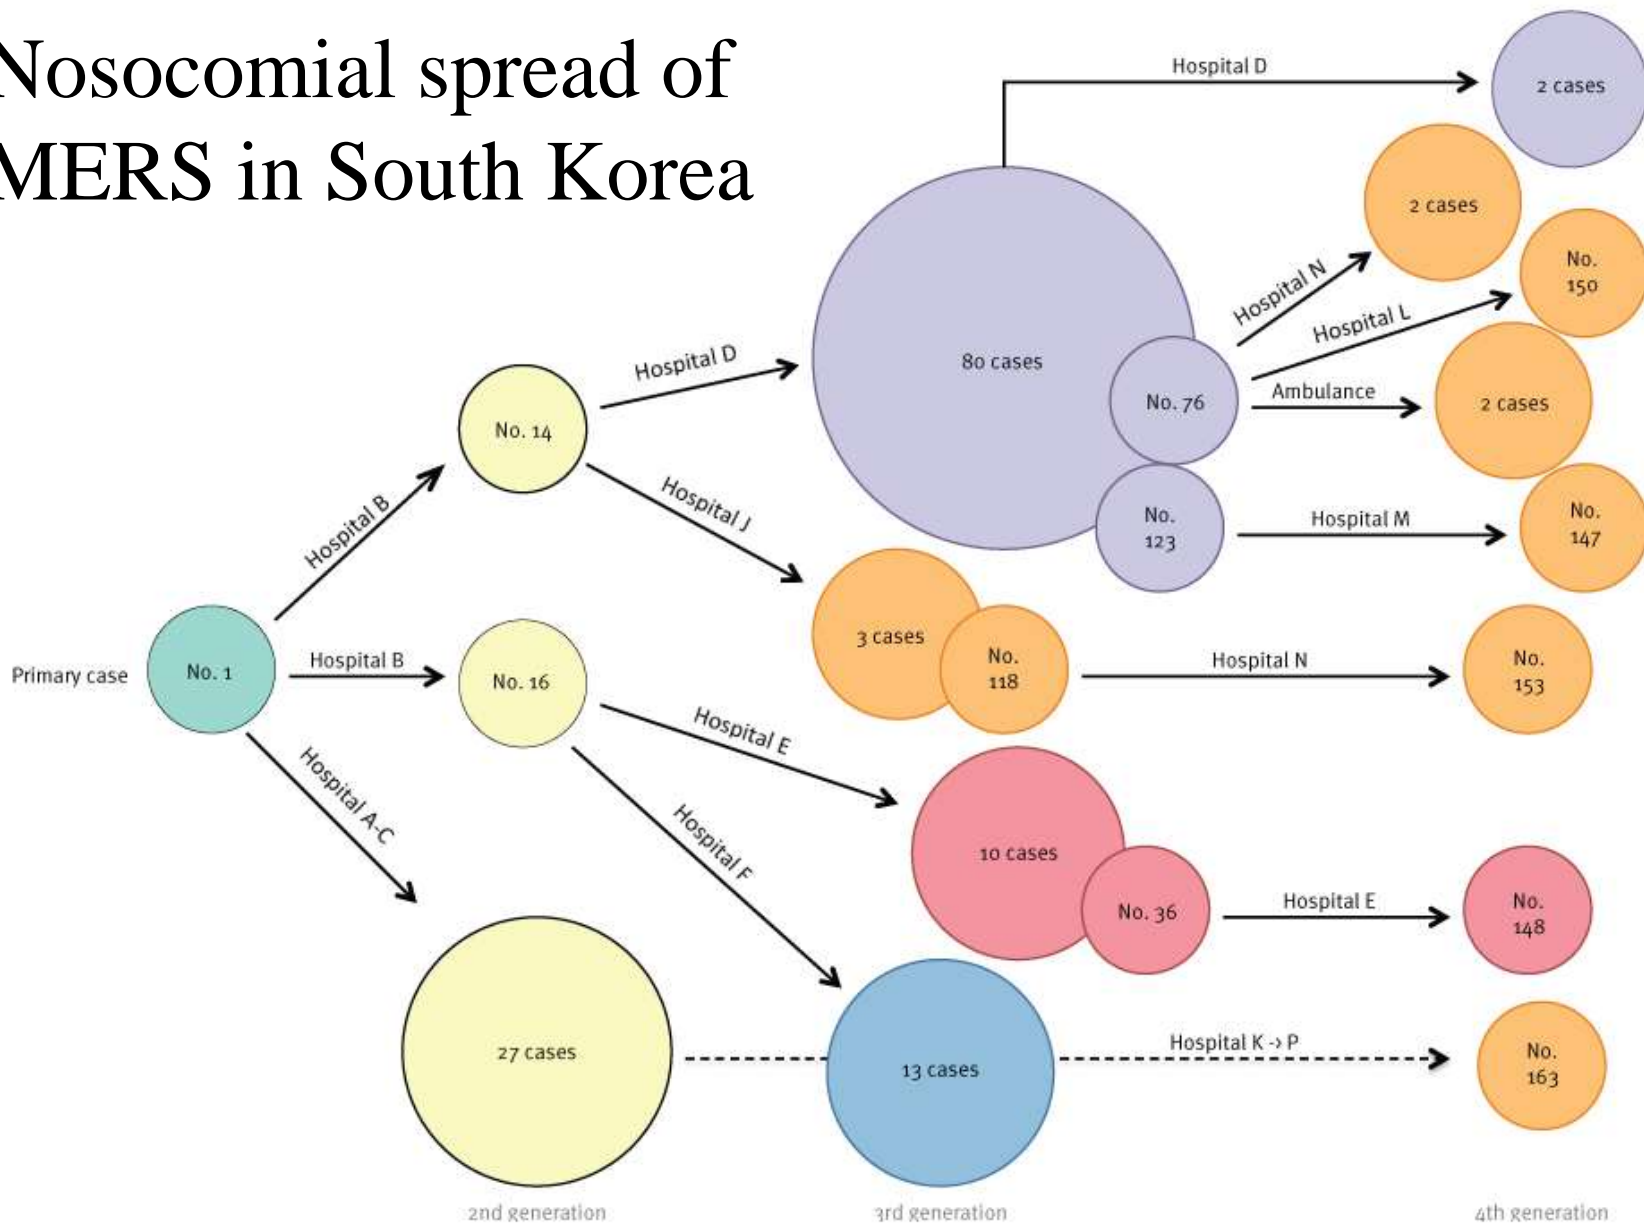 Nosocomial spread of
MERS in South Korea
Hospital D
2 cases
2 cases
No.
150
Hospital N
Hospital L
80 cases
No. 76
Ambulance
2 cases
Hospital D
No. 14
Hospital J
No.
123
Hospital M
No.
147
Hospital B
3 cases
No.
118
Hospital N
No.
153
Primary case
No. 1
Hospital B
No. 16
Hospital E
Hospital A-C
Hospital F
10 cases
No. 36
Hospital E
No.
148
27 cases
13 cases
Hospital K -> P
No.
163
2nd generation
3rd generation
4th generation